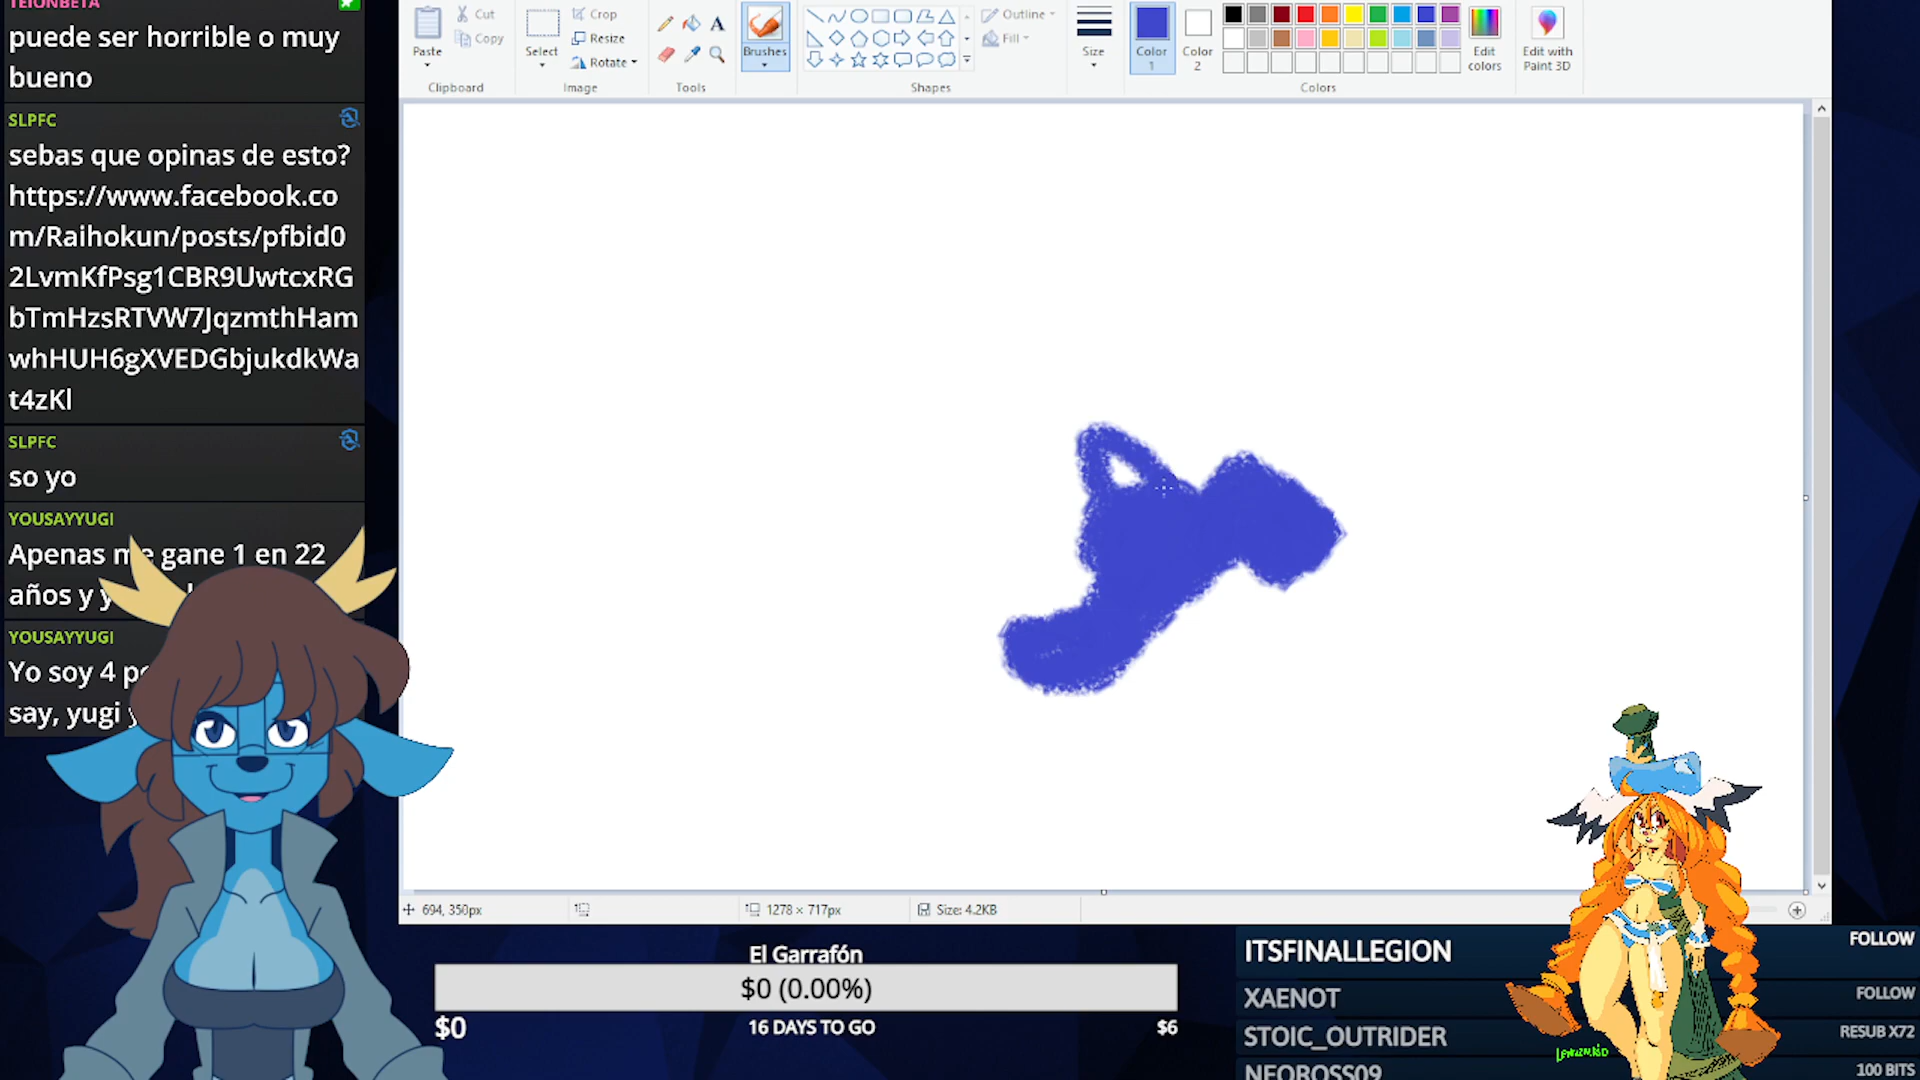 TEIONBETA
puede ser horrible o muy
bueno
SLPFC
sebas que opinas de esto?
https://www.facebook.co
m/Raihokun/posts/pfbid0
2LvmKfPsg1CBR9UwtcxRG
bTmHzsRTVW7JqzmthHam
whHUH6gXVEDGbjukdkWa
t4zKl
SLPFC
so yo
YOUSAYYUGI
Apenas me gane 1 en 22
años y
YOUSAYYUGI
Yo soy 4
say, yugi
Paste
Cut
Copy
Clipboard
Select
Crop
Resize
Rotate
Image
A
Tools
Brushes
Outline
Fill
Shapes
Size
Color
1
Color
2
Edit
colors
Colors
Edit with
Paint 3D
694, 350px
1278 × 717px
Size: 4.2KB
El Garrafón
$0 (0.00%)
$0
16 DAYS TO GO
$6
ITSFINALLEGION FOLLOW
XAENOT FOLLOW
STOIC_OUTRIDER RESUB X72
NEOROSS09 100 BITS